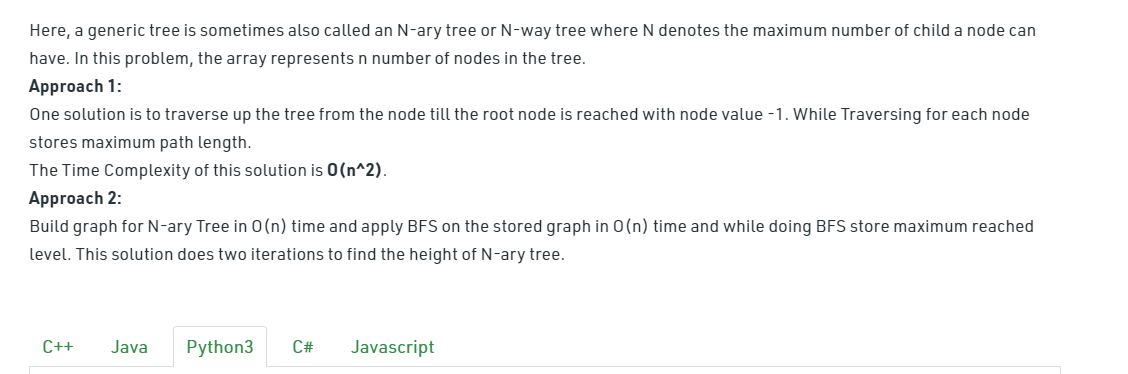 Here, a generic tree is sometimes also called an N-ary tree or N-way tree where N denotes the maximum number of child a node can
have. In this problem, the array represents n number of nodes in the tree.
Approach 1:
One solution is to traverse up the tree from the node till the root node is reached with node value -1. While Traversing for each node
stores maximum path length.
The Time Complexity of this solution is O(n^2).
Approach 2:
Build graph for N-ary Tree in O(n) time and apply BFS on the stored graph in O(n) time and while doing BFS store maximum reached
level. This solution does two iterations to find the height of N-ary tree.
C++ Java Python3 C# Javascript